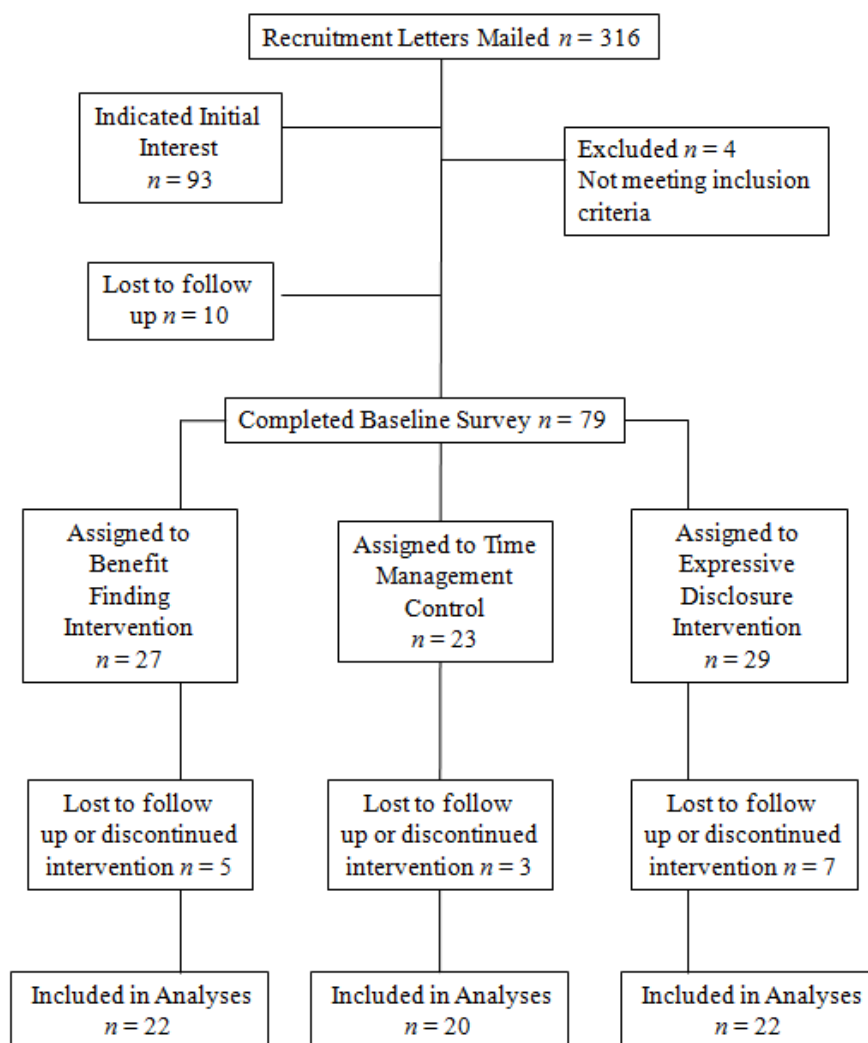 Recruitment Letters Mailed n = 316
Indicated Initial
Interest
n = 93
Excluded n = 4
Not meeting inclusion
criteria
Lost to follow
up n = 10
Completed Baseline Survey n = 79
Assigned to
Benefit
Finding
Intervention
n = 27
Assigned to Time
Management
Control
n = 23
Assigned to
Expressive
Disclosure
Intervention
n = 29
Lost to follow
up or discontinued
intervention n = 5
Lost to follow
up or discontinued
intervention n = 3
Lost to follow
up or discontinued
intervention n = 7
Included in Analyses
n = 22
Included in Analyses
n = 20
Included in Analyses
n = 22